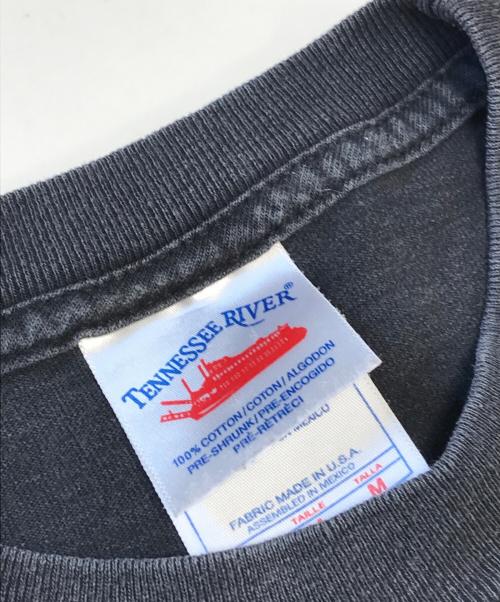 TENNESSEE RIVER®
100% COTTON/COTON/ALGODON
PRE-SHRUNK/PRE-ENCOGIDO
PRÉ-RÉTRÉCI
MEXICO
FABRIC MADE IN U.S.A.
ASSEMBLED IN MEXICO
TAILLE TALLA
M